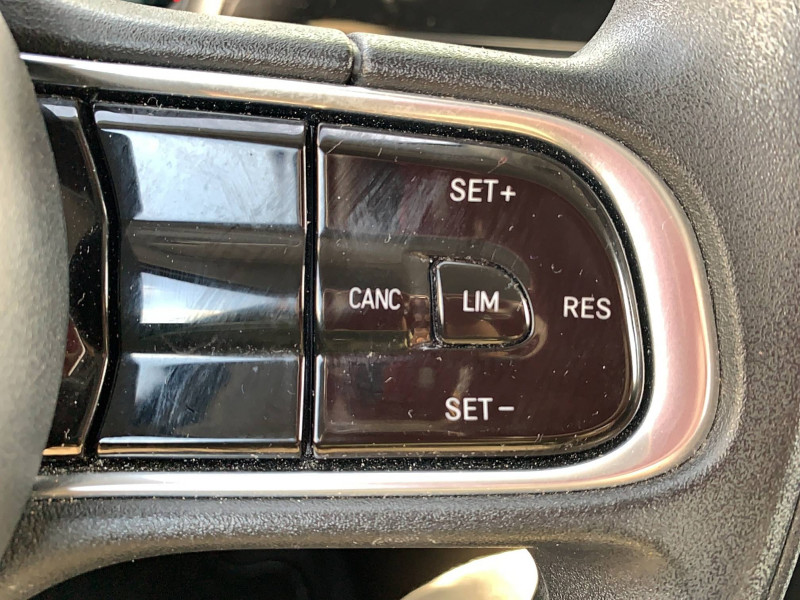 SET+
CANC
LIM
RES
SET-